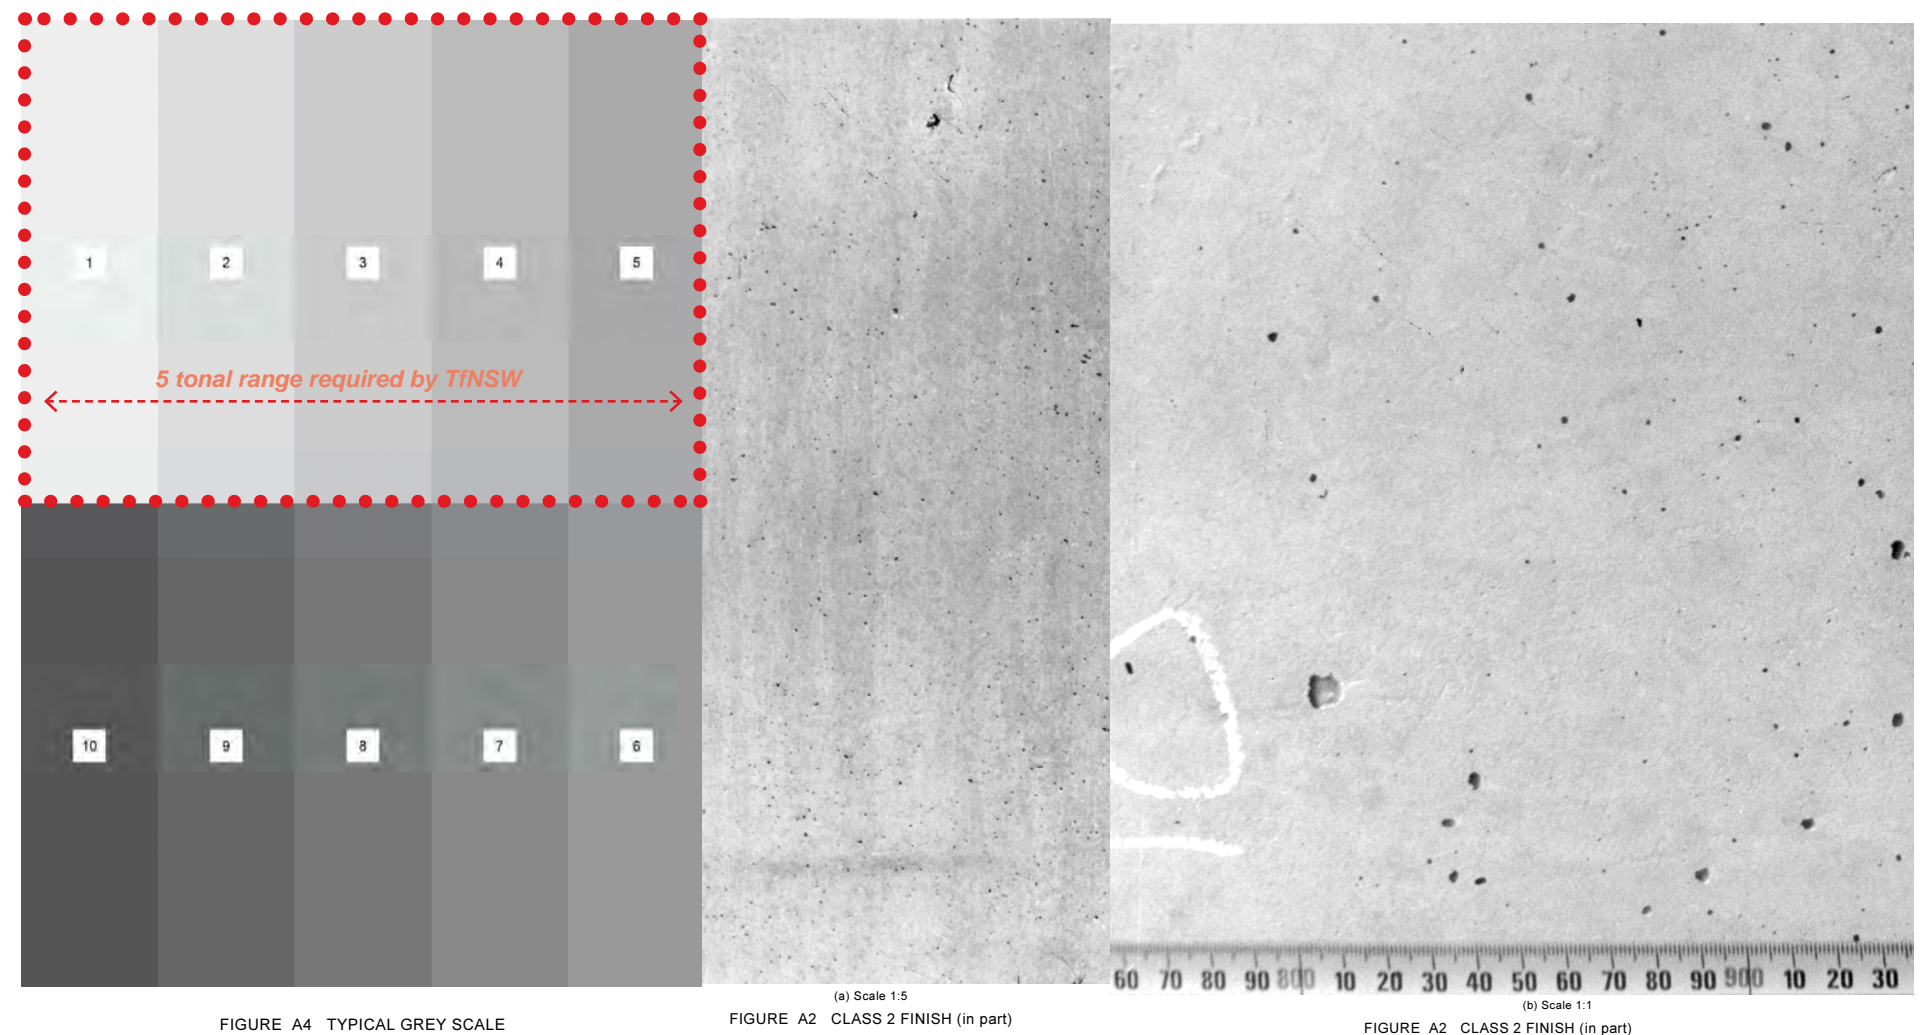 1
2
3
4
5
5 tonal range required by TfNSW
10
9
8
7
6
60 70 80 90 800 10 20 30 40 50 60 70 80 90 900 10 20 30
(a) Scale 1:5
(b) Scale 1:1
FIGURE A4 TYPICAL GREY SCALE
FIGURE A2 CLASS 2 FINISH (in part)
FIGURE A2 CLASS 2 FINISH (in part)